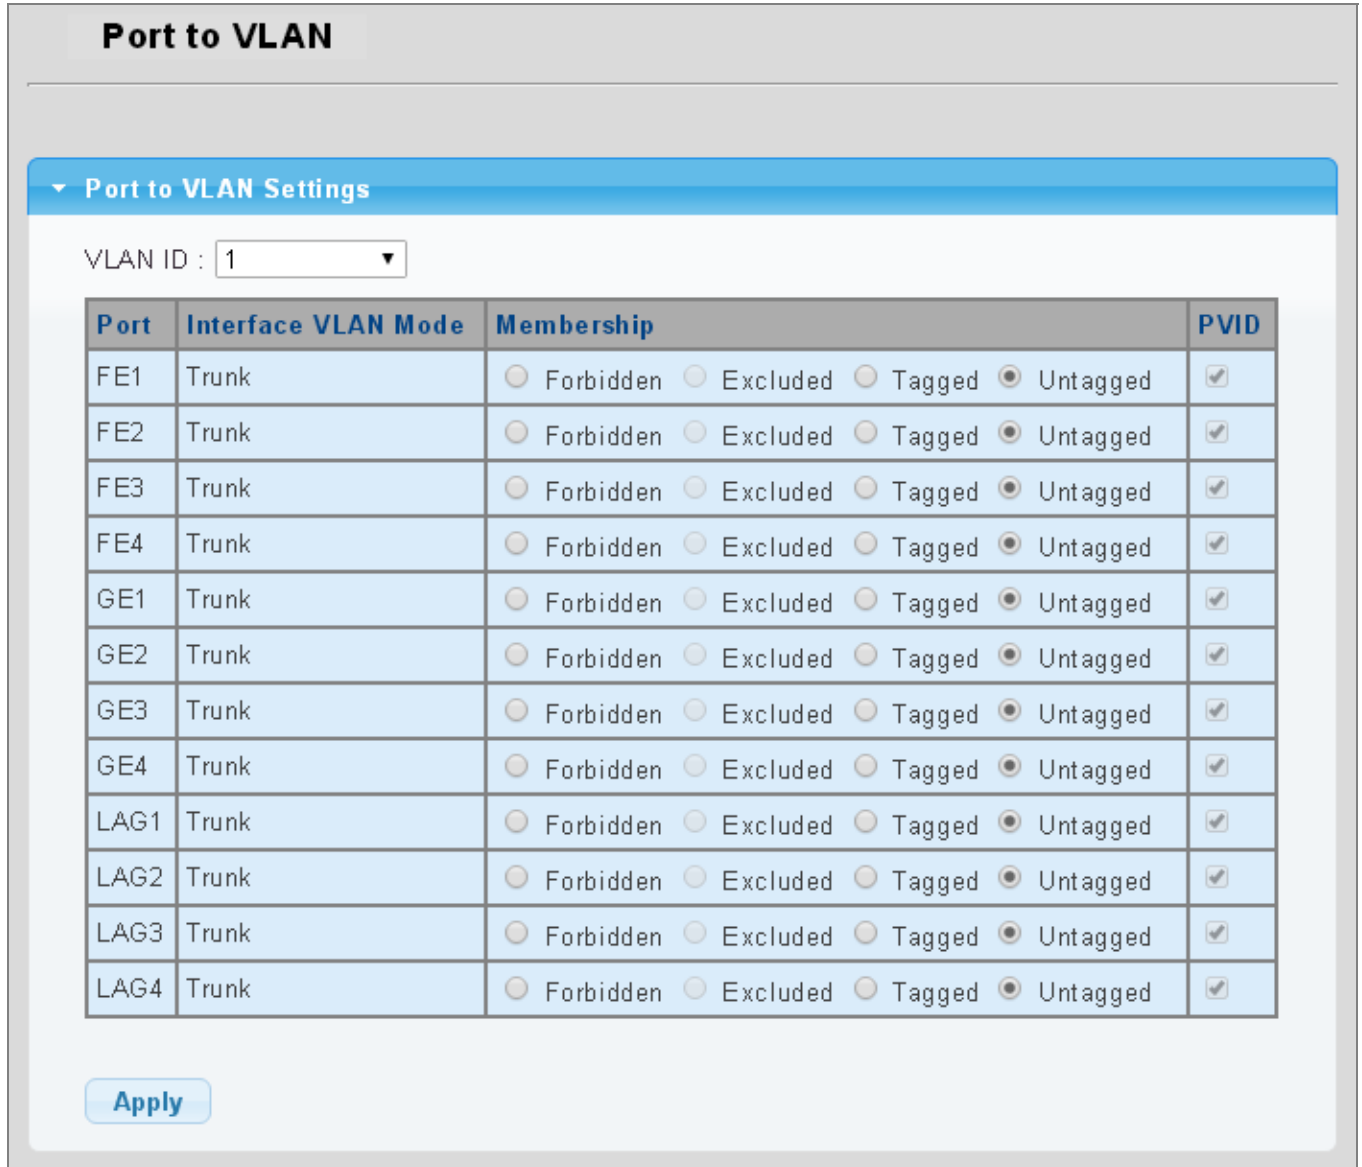 Port to VLAN
Port to VLAN Settings
VLAN ID : 1
Port Interface VLAN Mode Membership PVID
FE1 Trunk Forbidden Excluded Tagged Untagged
FE2 Trunk Forbidden Excluded Tagged Untagged
FE3 Trunk Forbidden Excluded Tagged Untagged
FE4 Trunk Forbidden Excluded Tagged Untagged
GE1 Trunk Forbidden Excluded Tagged Untagged
GE2 Trunk Forbidden Excluded Tagged Untagged
GE3 Trunk Forbidden Excluded Tagged Untagged
GE4 Trunk Forbidden Excluded Tagged Untagged
LAG1 Trunk Forbidden Excluded Tagged Untagged
LAG2 Trunk Forbidden Excluded Tagged Untagged
LAG3 Trunk Forbidden Excluded Tagged Untagged
LAG4 Trunk Forbidden Excluded Tagged Untagged
Apply